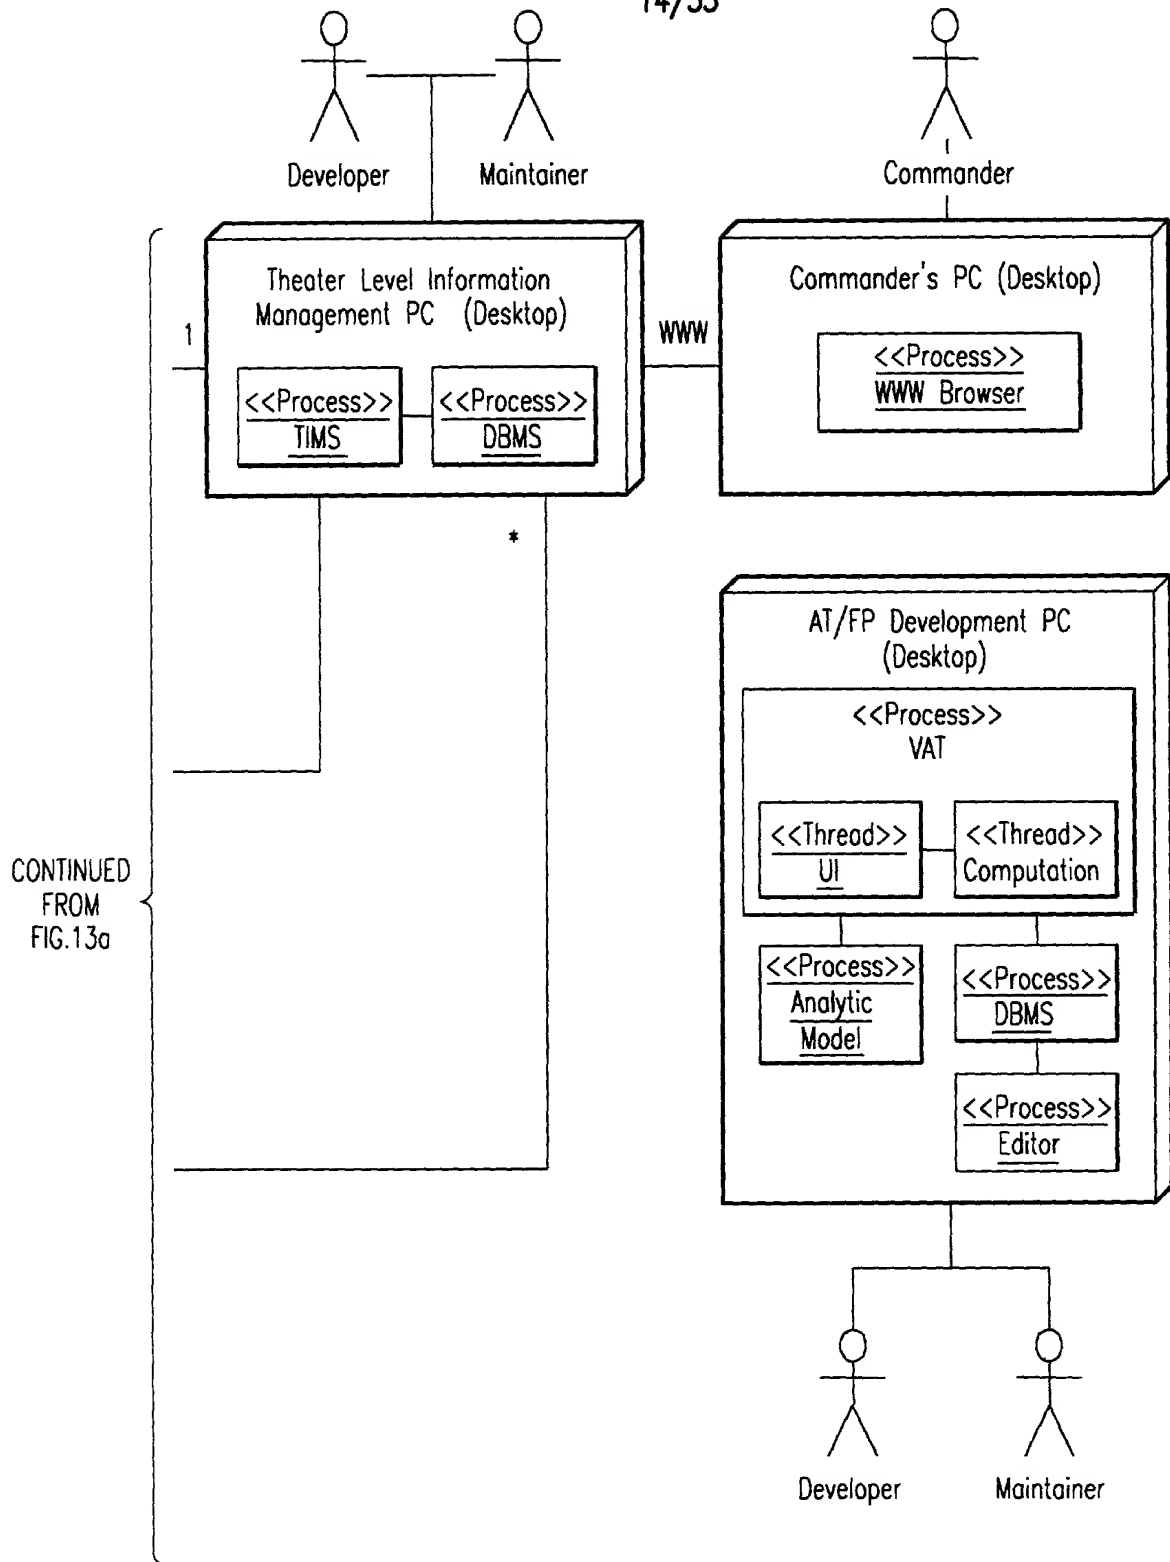 14/55
Developer
Maintainer
Commander
Theater Level Information
Management PC (Desktop)
<<Process>>
TIMS
<<Process>>
DBMS
1
WWW
Commander's PC (Desktop)
<<Process>>
WWW Browser
*
AT/FP Development PC
(Desktop)
<<Process>>
VAT
<<Thread>>
UI
<<Thread>>
Computation
<<Process>>
Analytic
Model
<<Process>>
DBMS
<<Process>>
Editor
CONTINUED
FROM
FIG.13a
Developer
Maintainer